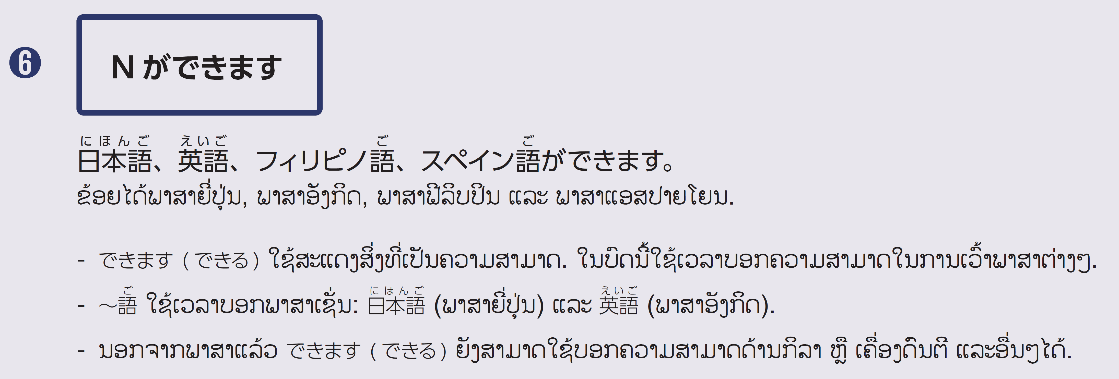 6 Nができます
にほんご えいご ご ご
日本語、英語、フィリピノ語、スペイン語ができます。
ຂ້ອຍໄດ້ພາສາຍີ່ປຸ່ນ, ພາສາອັງກິດ, ພາສາຟີລິບປິນ ແລະ ພາສາແອສປາຍໂຍນ.
- できます (できる) ໃຊ້ສະແດງສິ່ງທີ່ເປັນຄວາມສາມາດ. ໃນບົດນີ້ໃຊ້ເວລາບອກຄວາມສາມາດໃນການເວົ້າພາສາຕ່າງໆ.
ご にほんご えいご
- ～語 ໃຊ້ເວລາບອກພາສາເຊັ່ນ: 日本語 (ພາສາຍີ່ປຸ່ນ) ແລະ 英語 (ພາສາອັງກິດ).
- ນອກຈາກພາສາແລ້ວ できます (できる) ຍັງສາມາດໃຊ້ບອກຄວາມສາມາດດ້ານກິລາ ຫຼື ເຄື່ອງດົນຕີ ແລະອື່ນໆໄດ້.